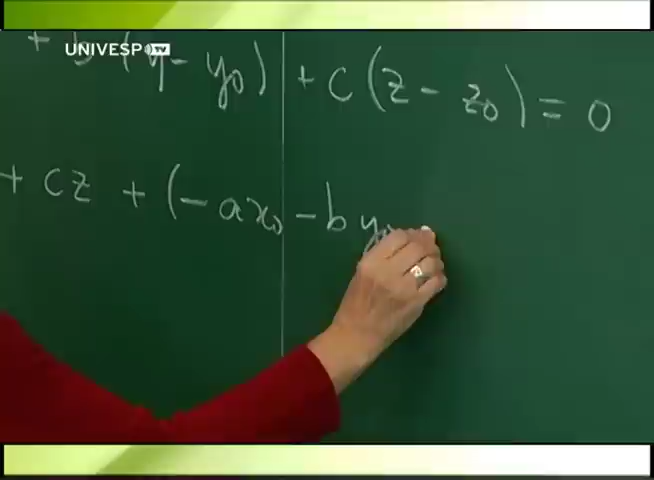 UNIVESP TV
+ b (y - y₀) + c (z - z₀) = 0
+ cz + (-ax₀ - by₀